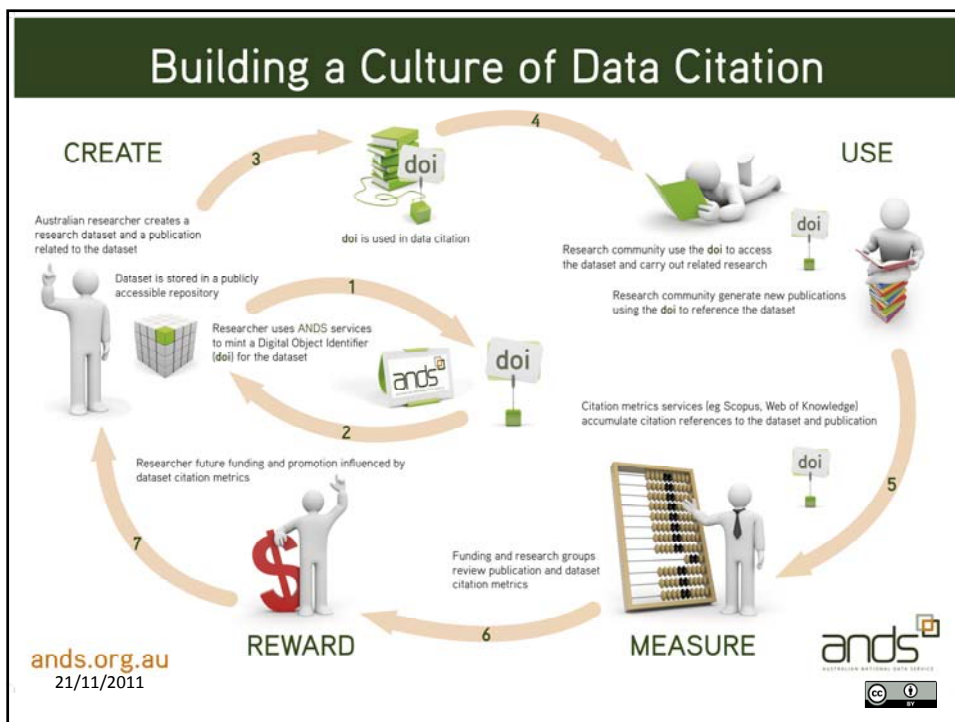 Building a Culture of Data Citation
CREATE
3
doi
4
USE
Australian researcher creates a
research dataset and a publication
related to the dataset
doi is used in data citation
doi
Research community use the doi to access
the dataset and carry out related research
Dataset is stored in a publicly
accessible repository
1
Research community generate new publications
using the doi to reference the dataset
Researcher uses ANDS services
to mint a Digital Object Identifier
(doi) for the dataset
ands
doi
2
Citation metrics services (eg Scopus, Web of Knowledge)
accumulate citation references to the dataset and publication
doi
5
Researcher future funding and promotion influenced by
dataset citation metrics
7
Funding and research groups
review publication and dataset
citation metrics
6
REWARD
MEASURE
ands
AUSTRALIAN NATIONAL DATA SERVICE
ands.org.au
21/11/2011
cc
BY